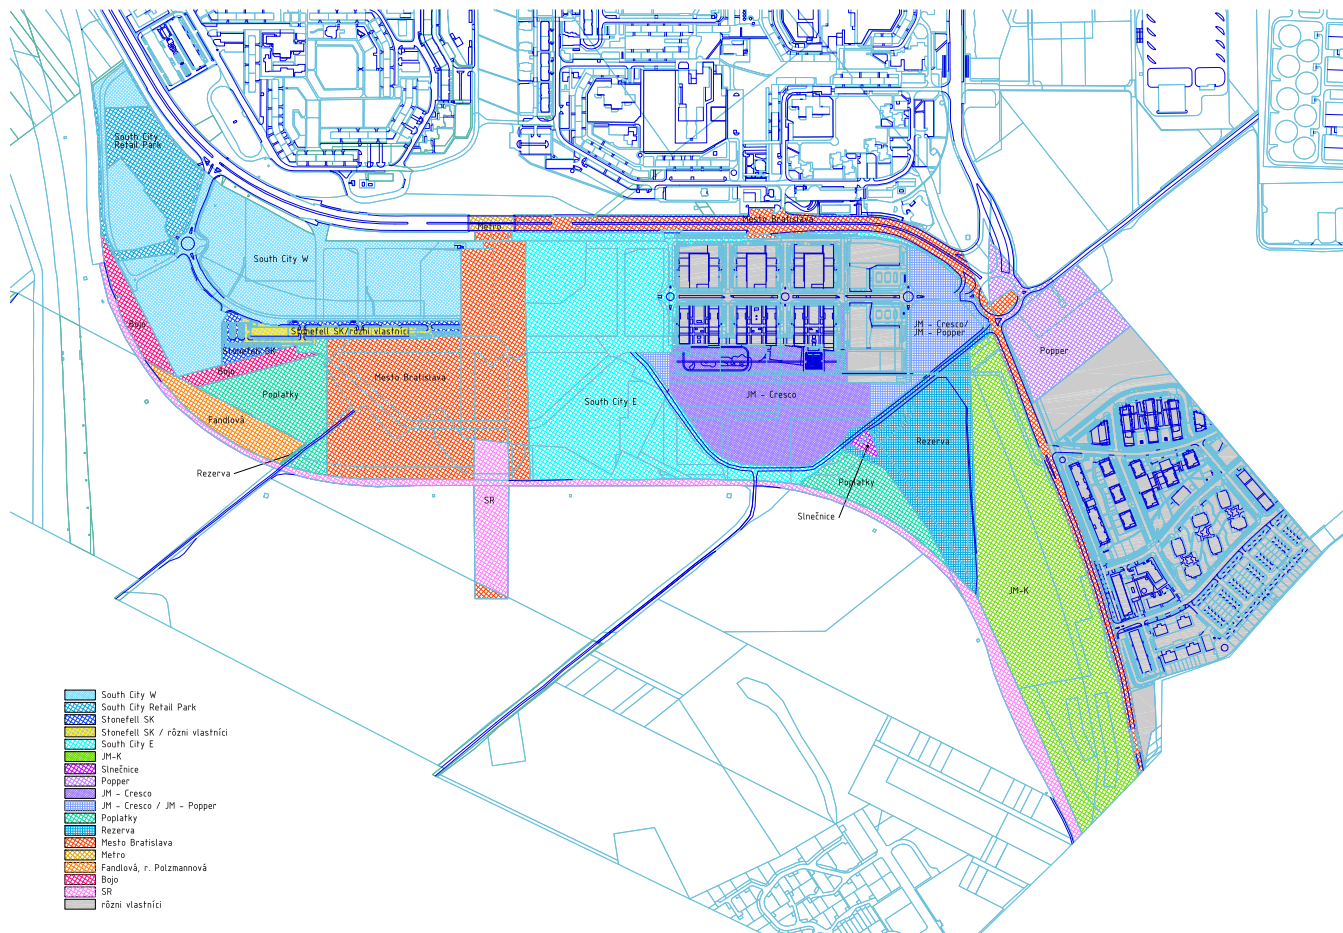 South City
Retail Park
Mesto Bratislava
Metro
South City W
Bojo
Stonefell SK/rôzni vlastníci
JM - Cresco/
JM - Popper
Stonefell SK
Popper
Bojo
Mesto Bratislava
Poplatky
JM - Cresco
South City E
Fandlová
Rezerva
Rezerva
Poplatky
SR
Slnečnice
JM-K
South City W
South City Retail Park
Stonefell SK
Stonefell SK / rôzni vlastníci
South City E
JM-K
Slnečnice
Popper
JM - Cresco
JM - Cresco / JM - Popper
Poplatky
Rezerva
Mesto Bratislava
Metro
Fandlová, r. Polzmannová
Bojo
SR
rôzni vlastníci